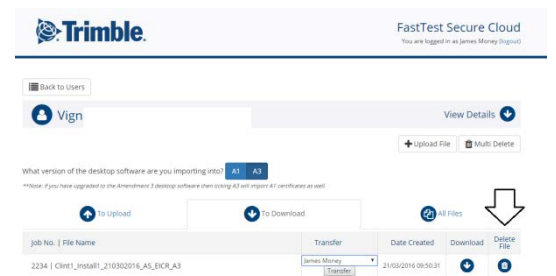 Trimble.
FastTest Secure Cloud
You are logged in as James Money (logout)
Back to Users
Vign
View Details
Upload File
Multi Delete
What version of the desktop software are you importing into? A1 A3
**Note: if you have upgraded to the Amendment 3 desktop software then ticking A3 will import A1 certificates as well.
To Upload
To Download
All Files
Job No. | File Name
Transfer
Date Created
Download
Delete File
2234 | Clint1_Install1_210302016_A5_EICR_A3
James Money
Transfer
21/03/2016 09:50:31